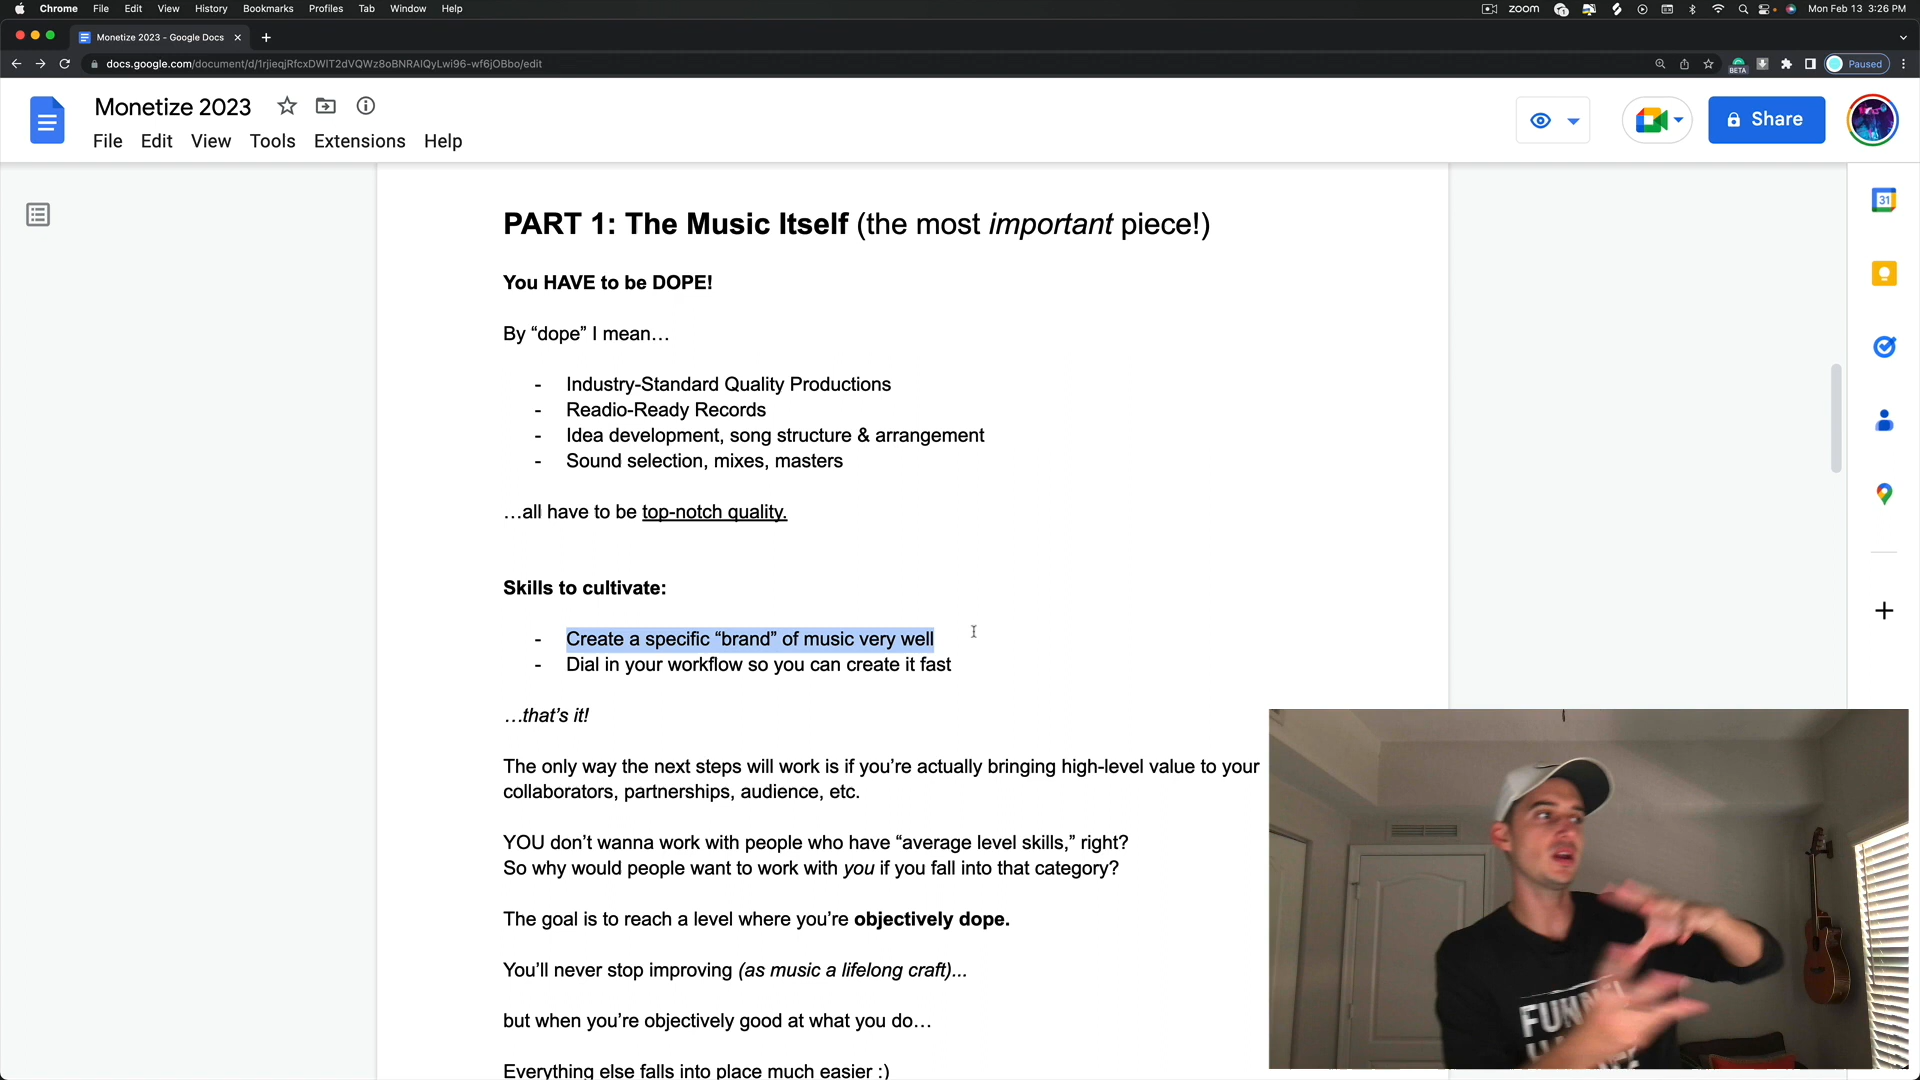 Chrome File Edit View History Bookmarks Profiles Tab Window Help
zoom
Mon Feb 13 3:26 PM
Monetize 2023 - Google Docs
docs.google.com/document/d/1rjieqjRfcxDWIT2dVQWz8oBNRAIQyLwi96-wf6jOBbo/edit
BETA
Paused
Monetize 2023
File Edit View Tools Extensions Help
Share
31
PART 1: The Music Itself (the most important piece!)
You HAVE to be DOPE!
By “dope” I mean…
- Industry-Standard Quality Productions
- Readio-Ready Records
- Idea development, song structure & arrangement
- Sound selection, mixes, masters
…all have to be top-notch quality.
Skills to cultivate:
- Create a specific “brand” of music very well
- Dial in your workflow so you can create it fast
…that’s it!
The only way the next steps will work is if you’re actually bringing high-level value to your
collaborators, partnerships, audience, etc.
YOU don’t wanna work with people who have “average level skills,” right?
So why would people want to work with you if you fall into that category?
The goal is to reach a level where you’re objectively dope.
You’ll never stop improving (as music a lifelong craft)...
but when you’re objectively good at what you do…
Everything else falls into place much easier :)